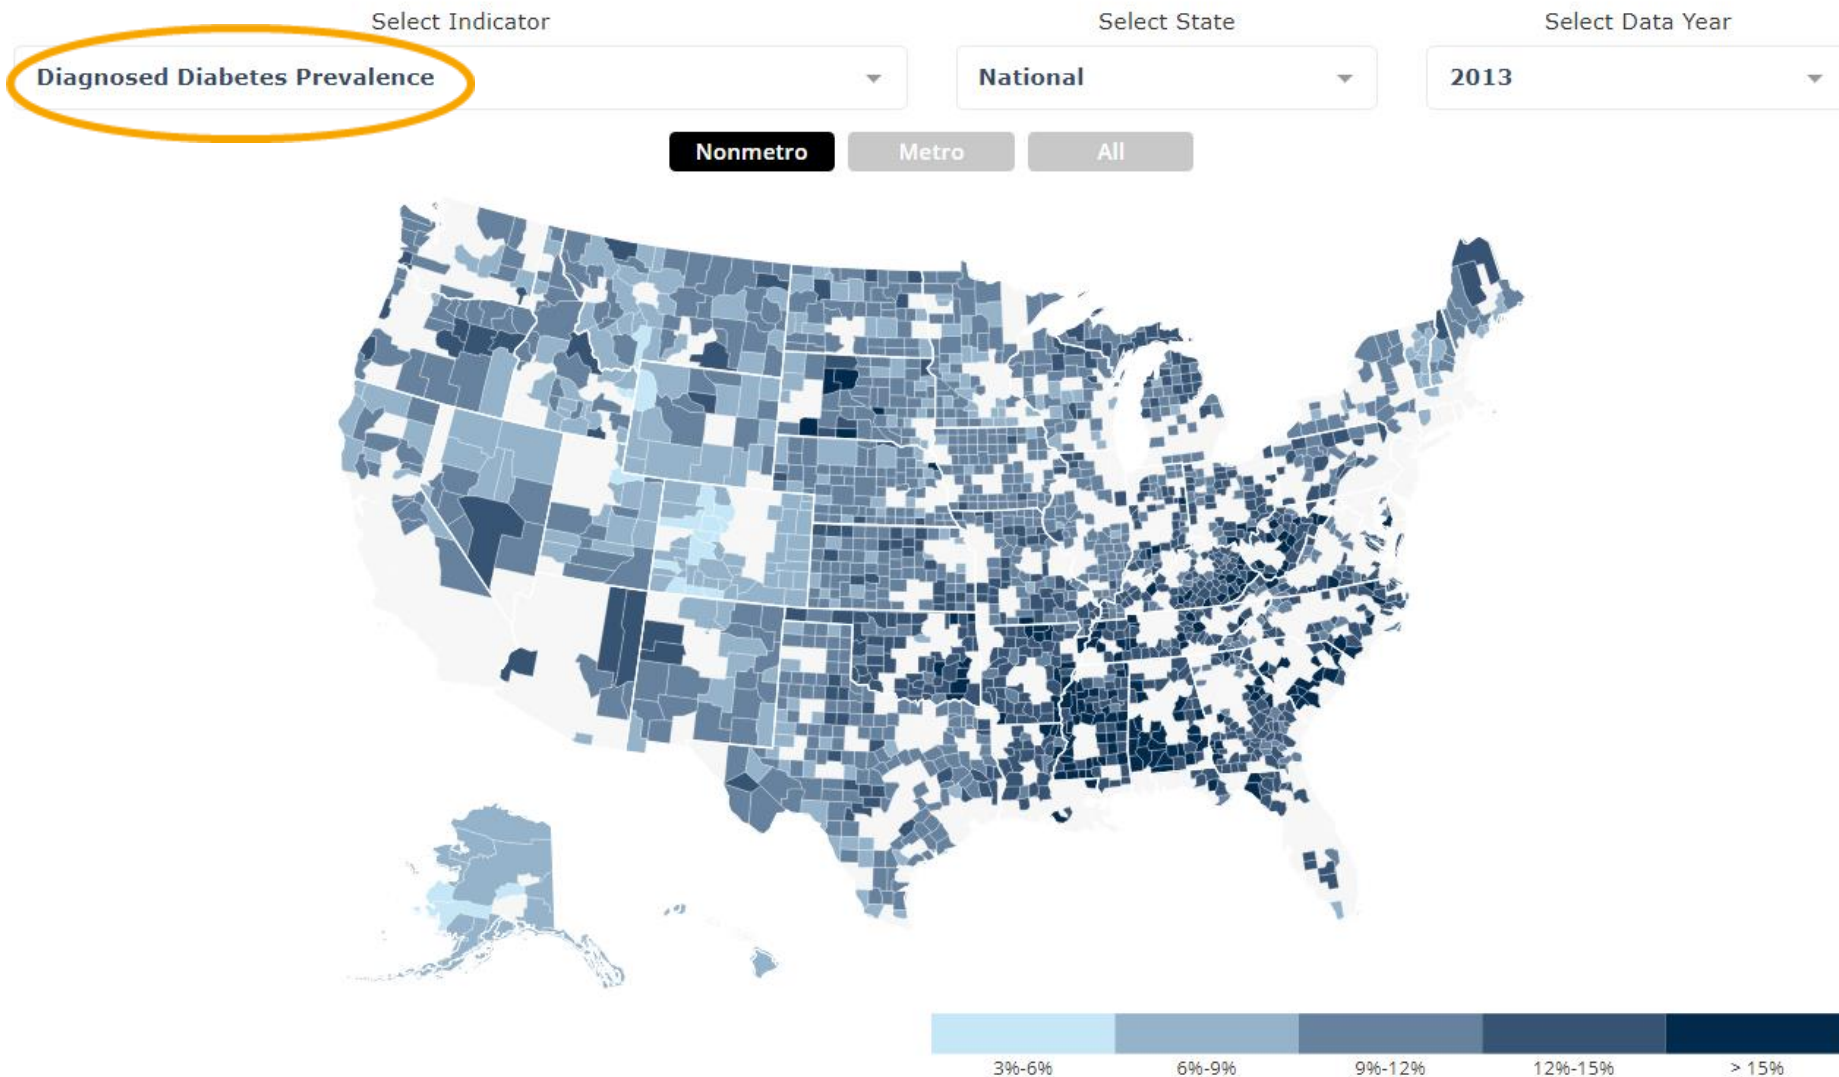 Select Indicator
Select State
Select Data Year
Diagnosed Diabetes Prevalence
National
2013
Nonmetro
Metro
All
3%-6%
6%-9%
9%-12%
12%-15%
> 15%